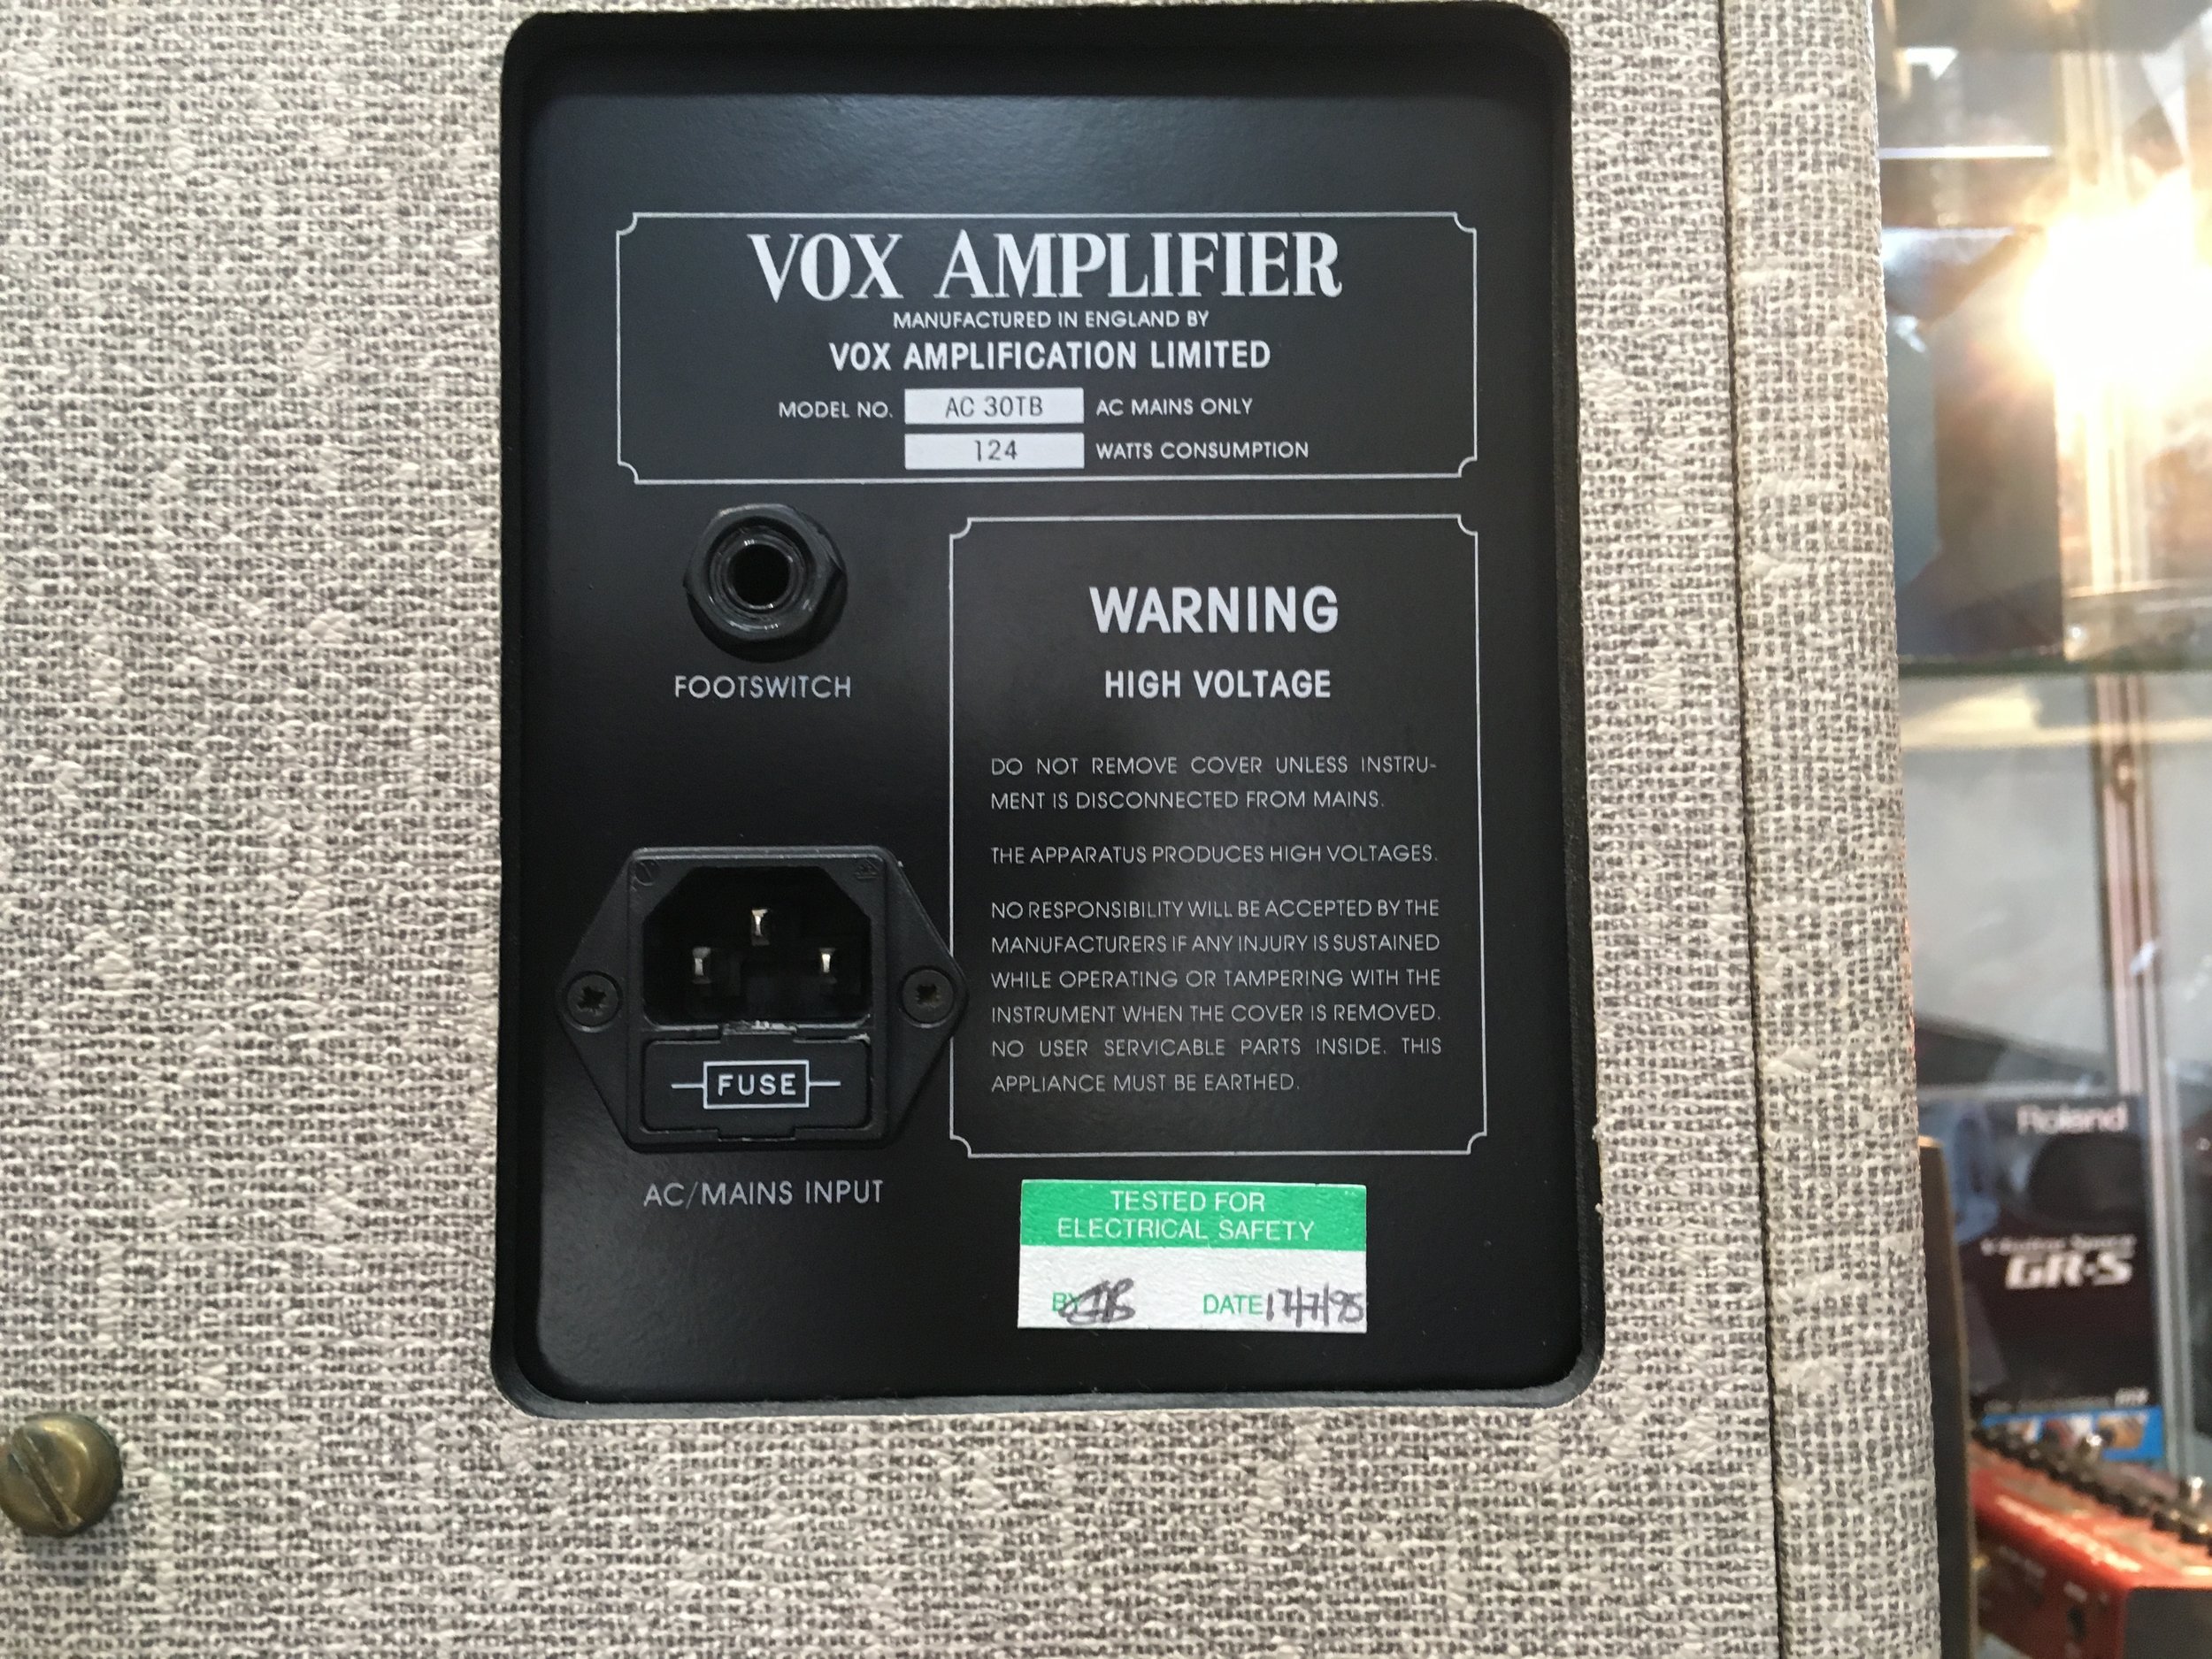 VOX AMPLIFIER
MANUFACTURED IN ENGLAND BY
VOX AMPLIFICATION LIMITED
MODEL NO. AC 30TB AC MAINS ONLY
124 WATTS CONSUMPTION
FOOTSWITCH
WARNING
HIGH VOLTAGE
DO NOT REMOVE COVER UNLESS INSTRU-
MENT IS DISCONNECTED FROM MAINS.
THE APPARATUS PRODUCES HIGH VOLTAGES.
NO RESPONSIBILITY WILL BE ACCEPTED BY THE
MANUFACTURERS IF ANY INJURY IS SUSTAINED
WHILE OPERATING OR TAMPERING WITH THE
INSTRUMENT WHEN THE COVER IS REMOVED.
NO USER SERVICABLE PARTS INSIDE. THIS
APPLIANCE MUST BE EARTHED.
FUSE
AC/MAINS INPUT
TESTED FOR
ELECTRICAL SAFETY
BY DATE 17/7/95
Roland
GR-S